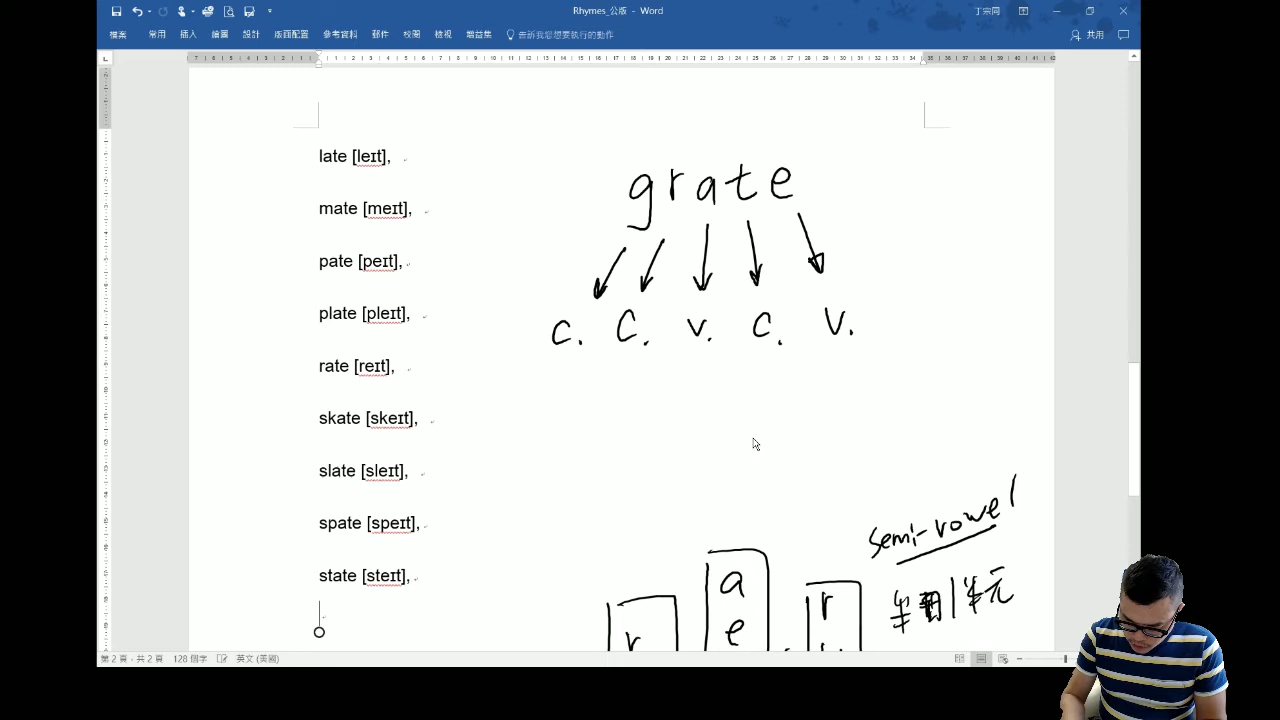 Rhymes_公版 - Word
丁宗同
檔案 常用 插入 繪圖 設計 版面配置 參考資料 郵件 校閱 檢視 增益集 告訴我您想要執行的動作 共用
late [leɪt],
mate [meɪt],
pate [peɪt],
plate [pleɪt],
rate [reɪt],
skate [skeɪt],
slate [sleɪt],
spate [speɪt],
state [steɪt],
grate
c. c. v. c. v.
semi-vowel
a
e
r
r
第 2 頁，共 2 頁 128 個字 英文 (美國)